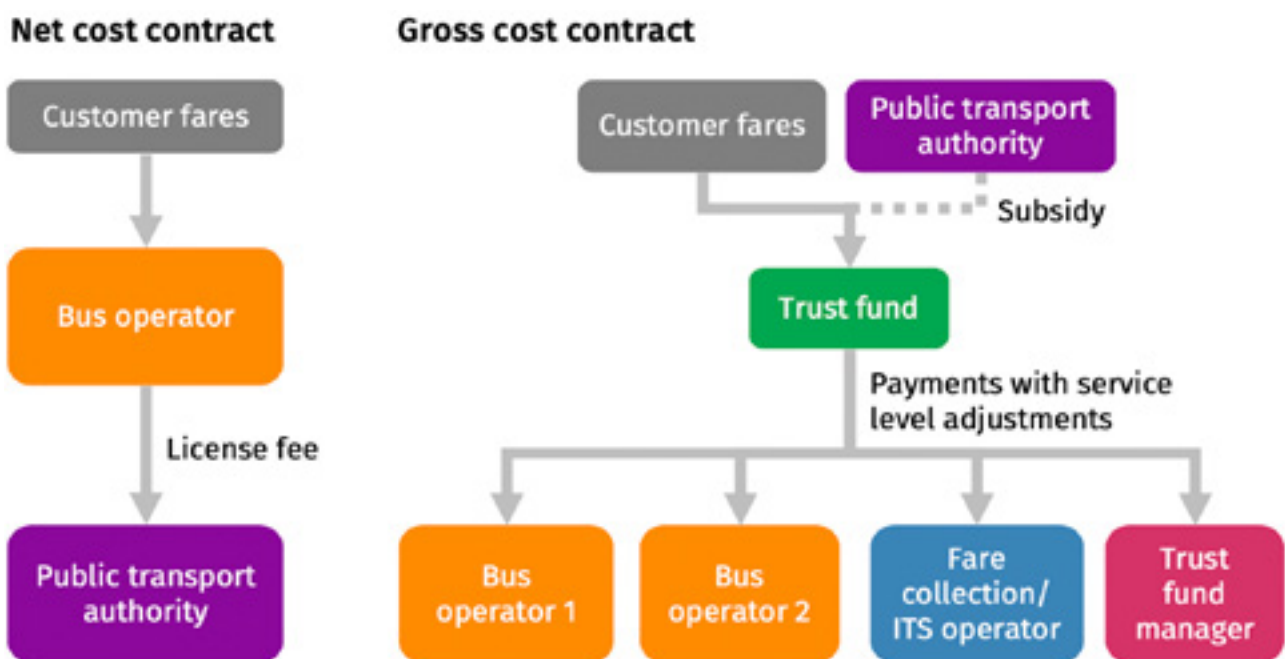 Net cost contract
Customer fares
Bus operator
License fee
Public transport
authority
Gross cost contract
Customer fares
Public transport
authority
Subsidy
Trust fund
Payments with service
level adjustments
Bus
operator 1
Bus
operator 2
Fare
collection/
ITS operator
Trust
fund
manager